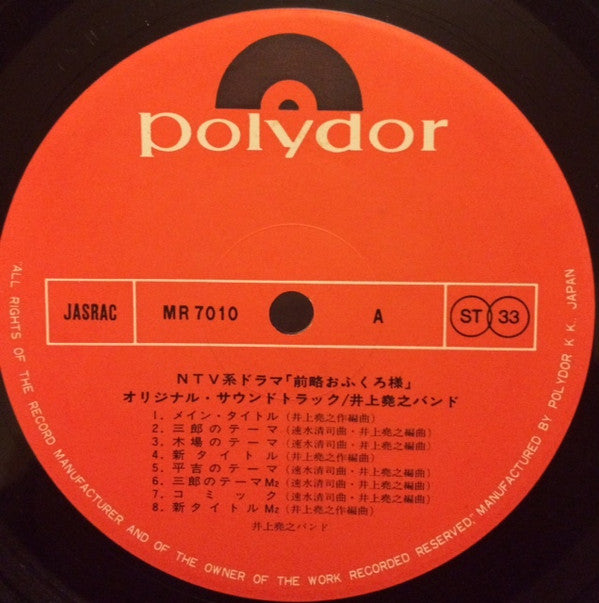 polydor
JASRAC MR 7010 A ST 33
NTV系ドラマ「前略おふくろ様」
オリジナル・サウンドトラック/井上堯之バンド
1. メイン・タイトル (井上堯之作編曲)
2. 三郎のテーマ (速水清司曲・井上堯之編曲)
3. 木場のテーマ (速水清司曲・井上堯之編曲)
4. 新タイトル (井上堯之作編曲)
5. 平吉のテーマ (速水清司曲・井上堯之編曲)
6. 三郎のテーマM2 (速水清司曲・井上堯之編曲)
7. コミック (速水清司曲・井上堯之編曲)
8. 新タイトルM2 (井上堯之作編曲)
井上堯之バンド
"ALL RIGHTS OF THE RECORD MANUFACTURER AND OF THE OWNER OF THE WORK RECORDED RESERVED," MANUFACTURED BY POLYDOR K.K. JAPAN